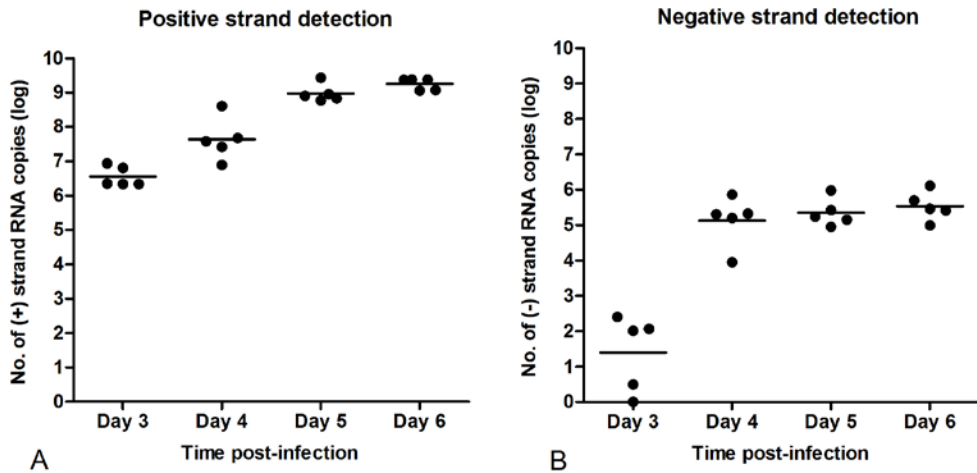 Positive strand detection
No. of (+) strand RNA copies (log)
10
9
8
7
6
5
4
3
2
1
0
Day 3 Day 4 Day 5 Day 6
Time post-infection
A
Negative strand detection
No. of (-) strand RNA copies (log)
10
9
8
7
6
5
4
3
2
1
0
Day 3 Day 4 Day 5 Day 6
Time post-infection
B